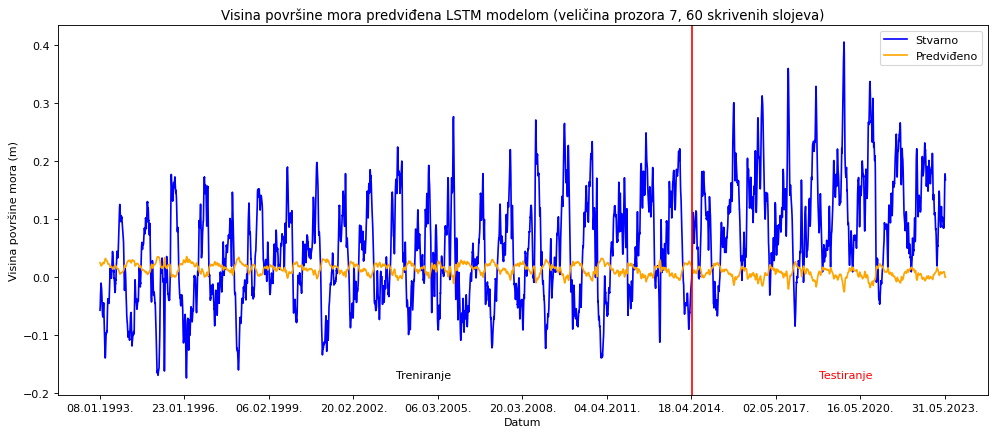 Visina površine mora predviđena LSTM modelom (veličina prozora 7, 60 skrivenih slojeva)
Stvarno
Predviđeno
0.4
0.3
0.2
0.1
0.0
−0.1
−0.2
Visina površine mora (m)
Treniranje
Testiranje
08.01.1993.
23.01.1996.
06.02.1999.
20.02.2002.
06.03.2005.
20.03.2008.
04.04.2011.
18.04.2014.
02.05.2017.
16.05.2020.
31.05.2023.
Datum